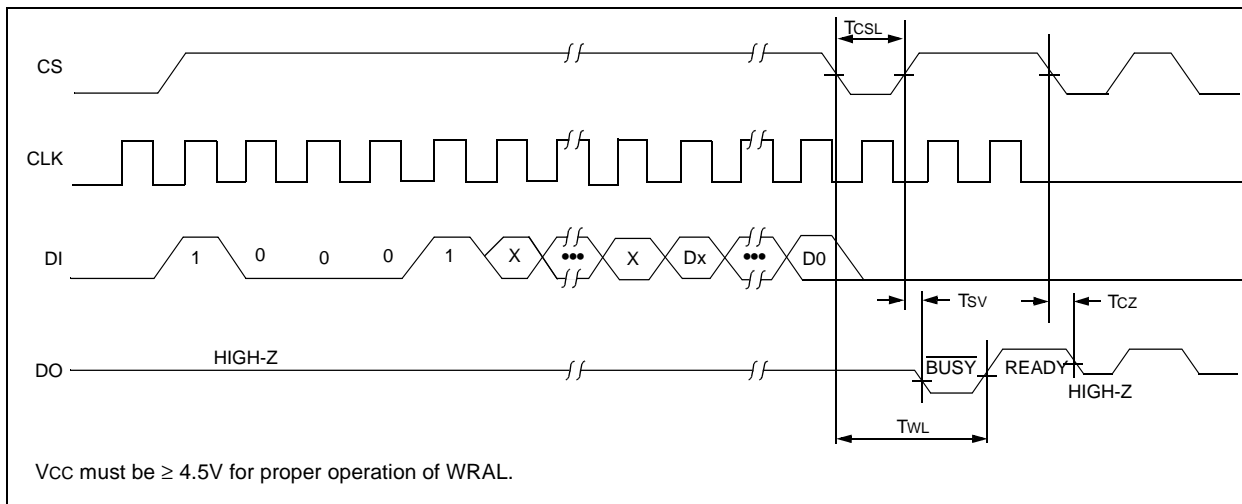 TCSL
CS
CLK
DI
1 0 0 0 1 X ••• X Dx ••• D0
TSV
TCZ
HIGH-Z
DO
BUSY
READY
HIGH-Z
TWL
VCC must be ≥ 4.5V for proper operation of WRAL.